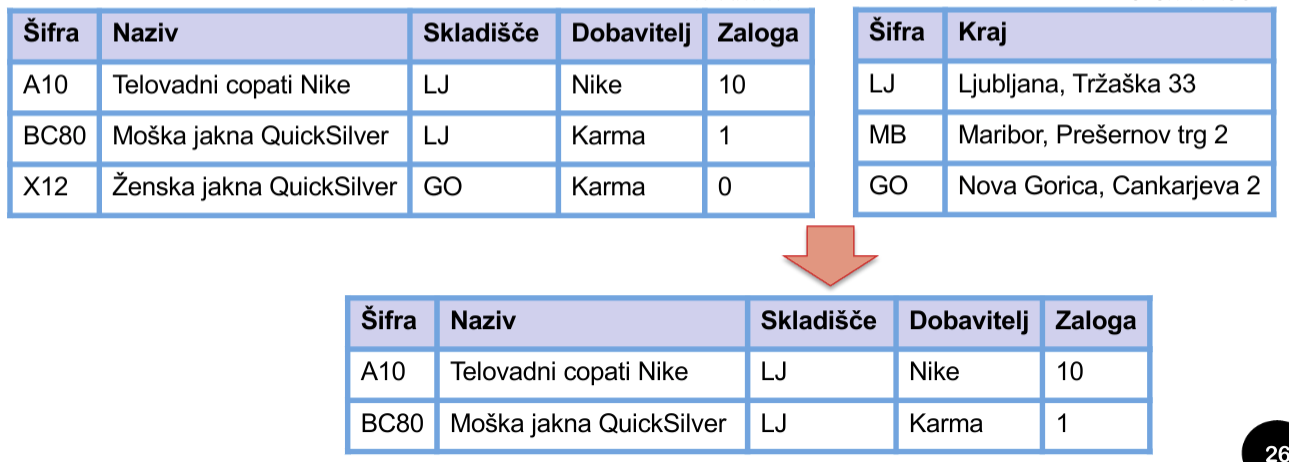 Šifra Naziv Skladišče Dobavitelj Zaloga
A10 Telovadni copati Nike LJ Nike 10
BC80 Moška jakna QuickSilver LJ Karma 1
X12 Ženska jakna QuickSilver GO Karma 0
Šifra Kraj
LJ Ljubljana, Tržaška 33
MB Maribor, Prešernov trg 2
GO Nova Gorica, Cankarjeva 2
Šifra Naziv Skladišče Dobavitelj Zaloga
A10 Telovadni copati Nike LJ Nike 10
BC80 Moška jakna QuickSilver LJ Karma 1
26